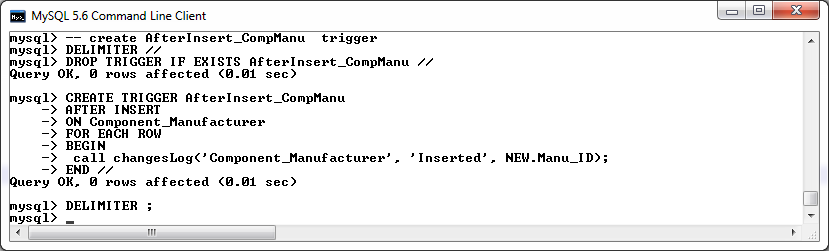 MySQL 5.6 Command Line Client
mysql> -- create AfterInsert_CompManu  trigger
mysql> DELIMITER //
mysql> DROP TRIGGER IF EXISTS AfterInsert_CompManu //
Query OK, 0 rows affected (0.01 sec)
mysql> CREATE TRIGGER AfterInsert_CompManu
    -> AFTER INSERT
    -> ON Component_Manufacturer
    -> FOR EACH ROW
    -> BEGIN
    ->  call changesLog('Component_Manufacturer', 'Inserted', NEW.Manu_ID);
    -> END //
Query OK, 0 rows affected (0.01 sec)
mysql> DELIMITER ;
mysql> _